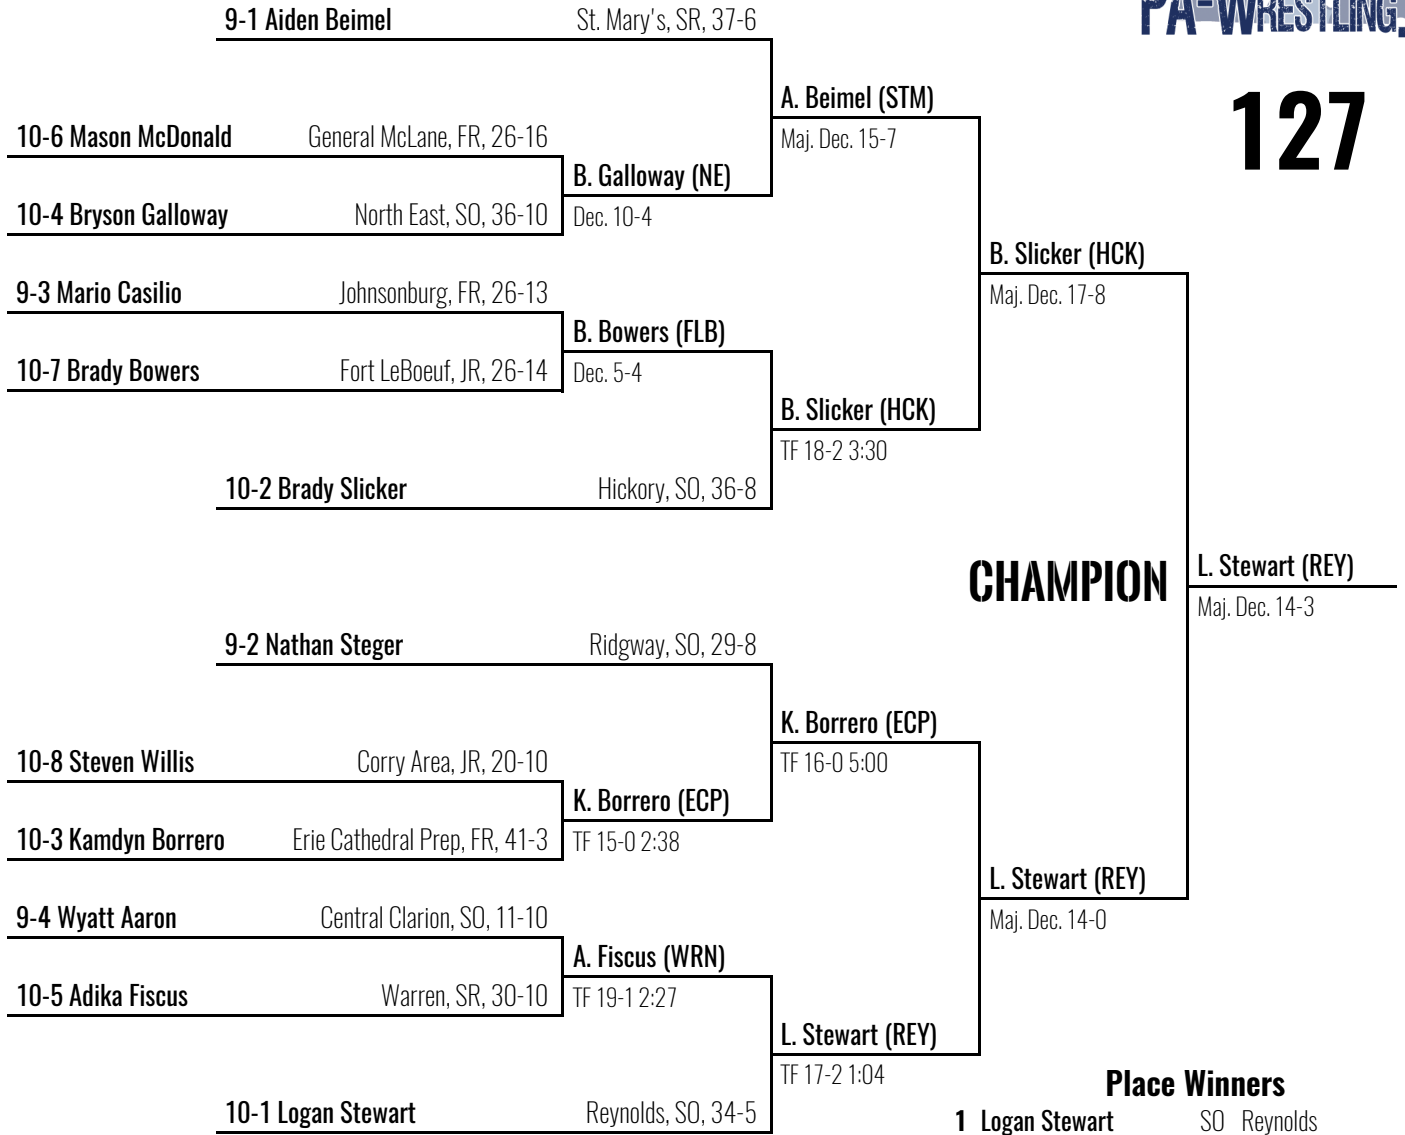 PA-WRESTLING.
127
9-1 Aiden Beimel St. Mary's, SR, 37-6
A. Beimel (STM)
Maj. Dec. 15-7
10-6 Mason McDonald General McLane, FR, 26-16
B. Galloway (NE)
10-4 Bryson Galloway North East, SO, 36-10
Dec. 10-4
B. Slicker (HCK)
Maj. Dec. 17-8
9-3 Mario Casilio Johnsonburg, FR, 26-13
B. Bowers (FLB)
10-7 Brady Bowers Fort LeBoeuf, JR, 26-14
Dec. 5-4
B. Slicker (HCK)
TF 18-2 3:30
10-2 Brady Slicker Hickory, SO, 36-8
CHAMPION
L. Stewart (REY)
Maj. Dec. 14-3
9-2 Nathan Steger Ridgway, SO, 29-8
K. Borrero (ECP)
TF 16-0 5:00
10-8 Steven Willis Corry Area, JR, 20-10
K. Borrero (ECP)
10-3 Kamdyn Borrero Erie Cathedral Prep, FR, 41-3
TF 15-0 2:38
L. Stewart (REY)
Maj. Dec. 14-0
9-4 Wyatt Aaron Central Clarion, SO, 11-10
A. Fiscus (WRN)
10-5 Adika Fiscus Warren, SR, 30-10
TF 19-1 2:27
L. Stewart (REY)
TF 17-2 1:04
10-1 Logan Stewart Reynolds, SO, 34-5
Place Winners
1 Logan Stewart SO Reynolds